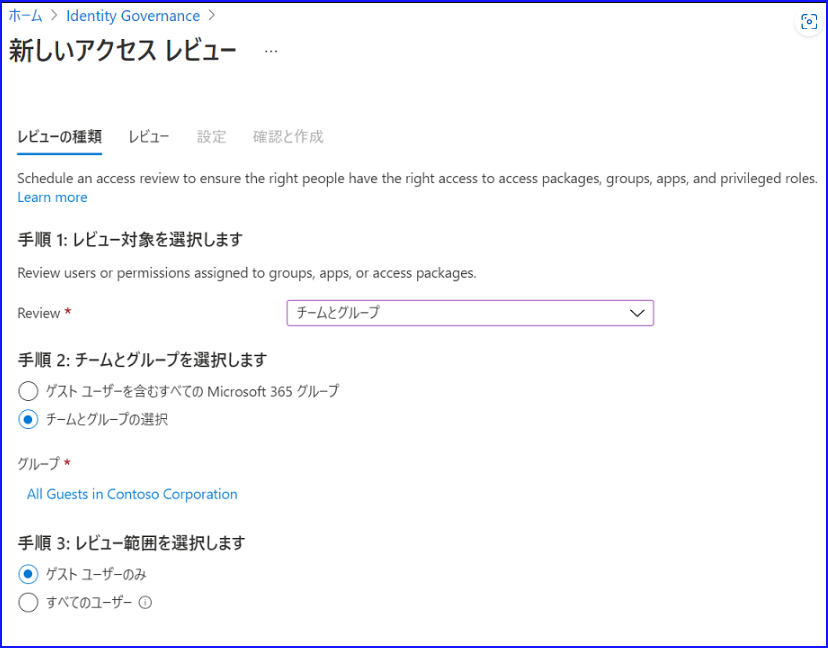 ホーム > Identity Governance >
新しいアクセス レビュー ...
レビューの種類 レビュー 設定 確認と作成
Schedule an access review to ensure the right people have the right access to access packages, groups, apps, and privileged roles.
Learn more
手順 1: レビュー対象を選択します
Review users or permissions assigned to groups, apps, or access packages.
Review * チームとグループ
手順 2: チームとグループを選択します
ゲスト ユーザーを含むすべての Microsoft 365 グループ
チームとグループの選択
グループ *
All Guests in Contoso Corporation
手順 3: レビュー範囲を選択します
ゲスト ユーザーのみ
すべてのユーザー